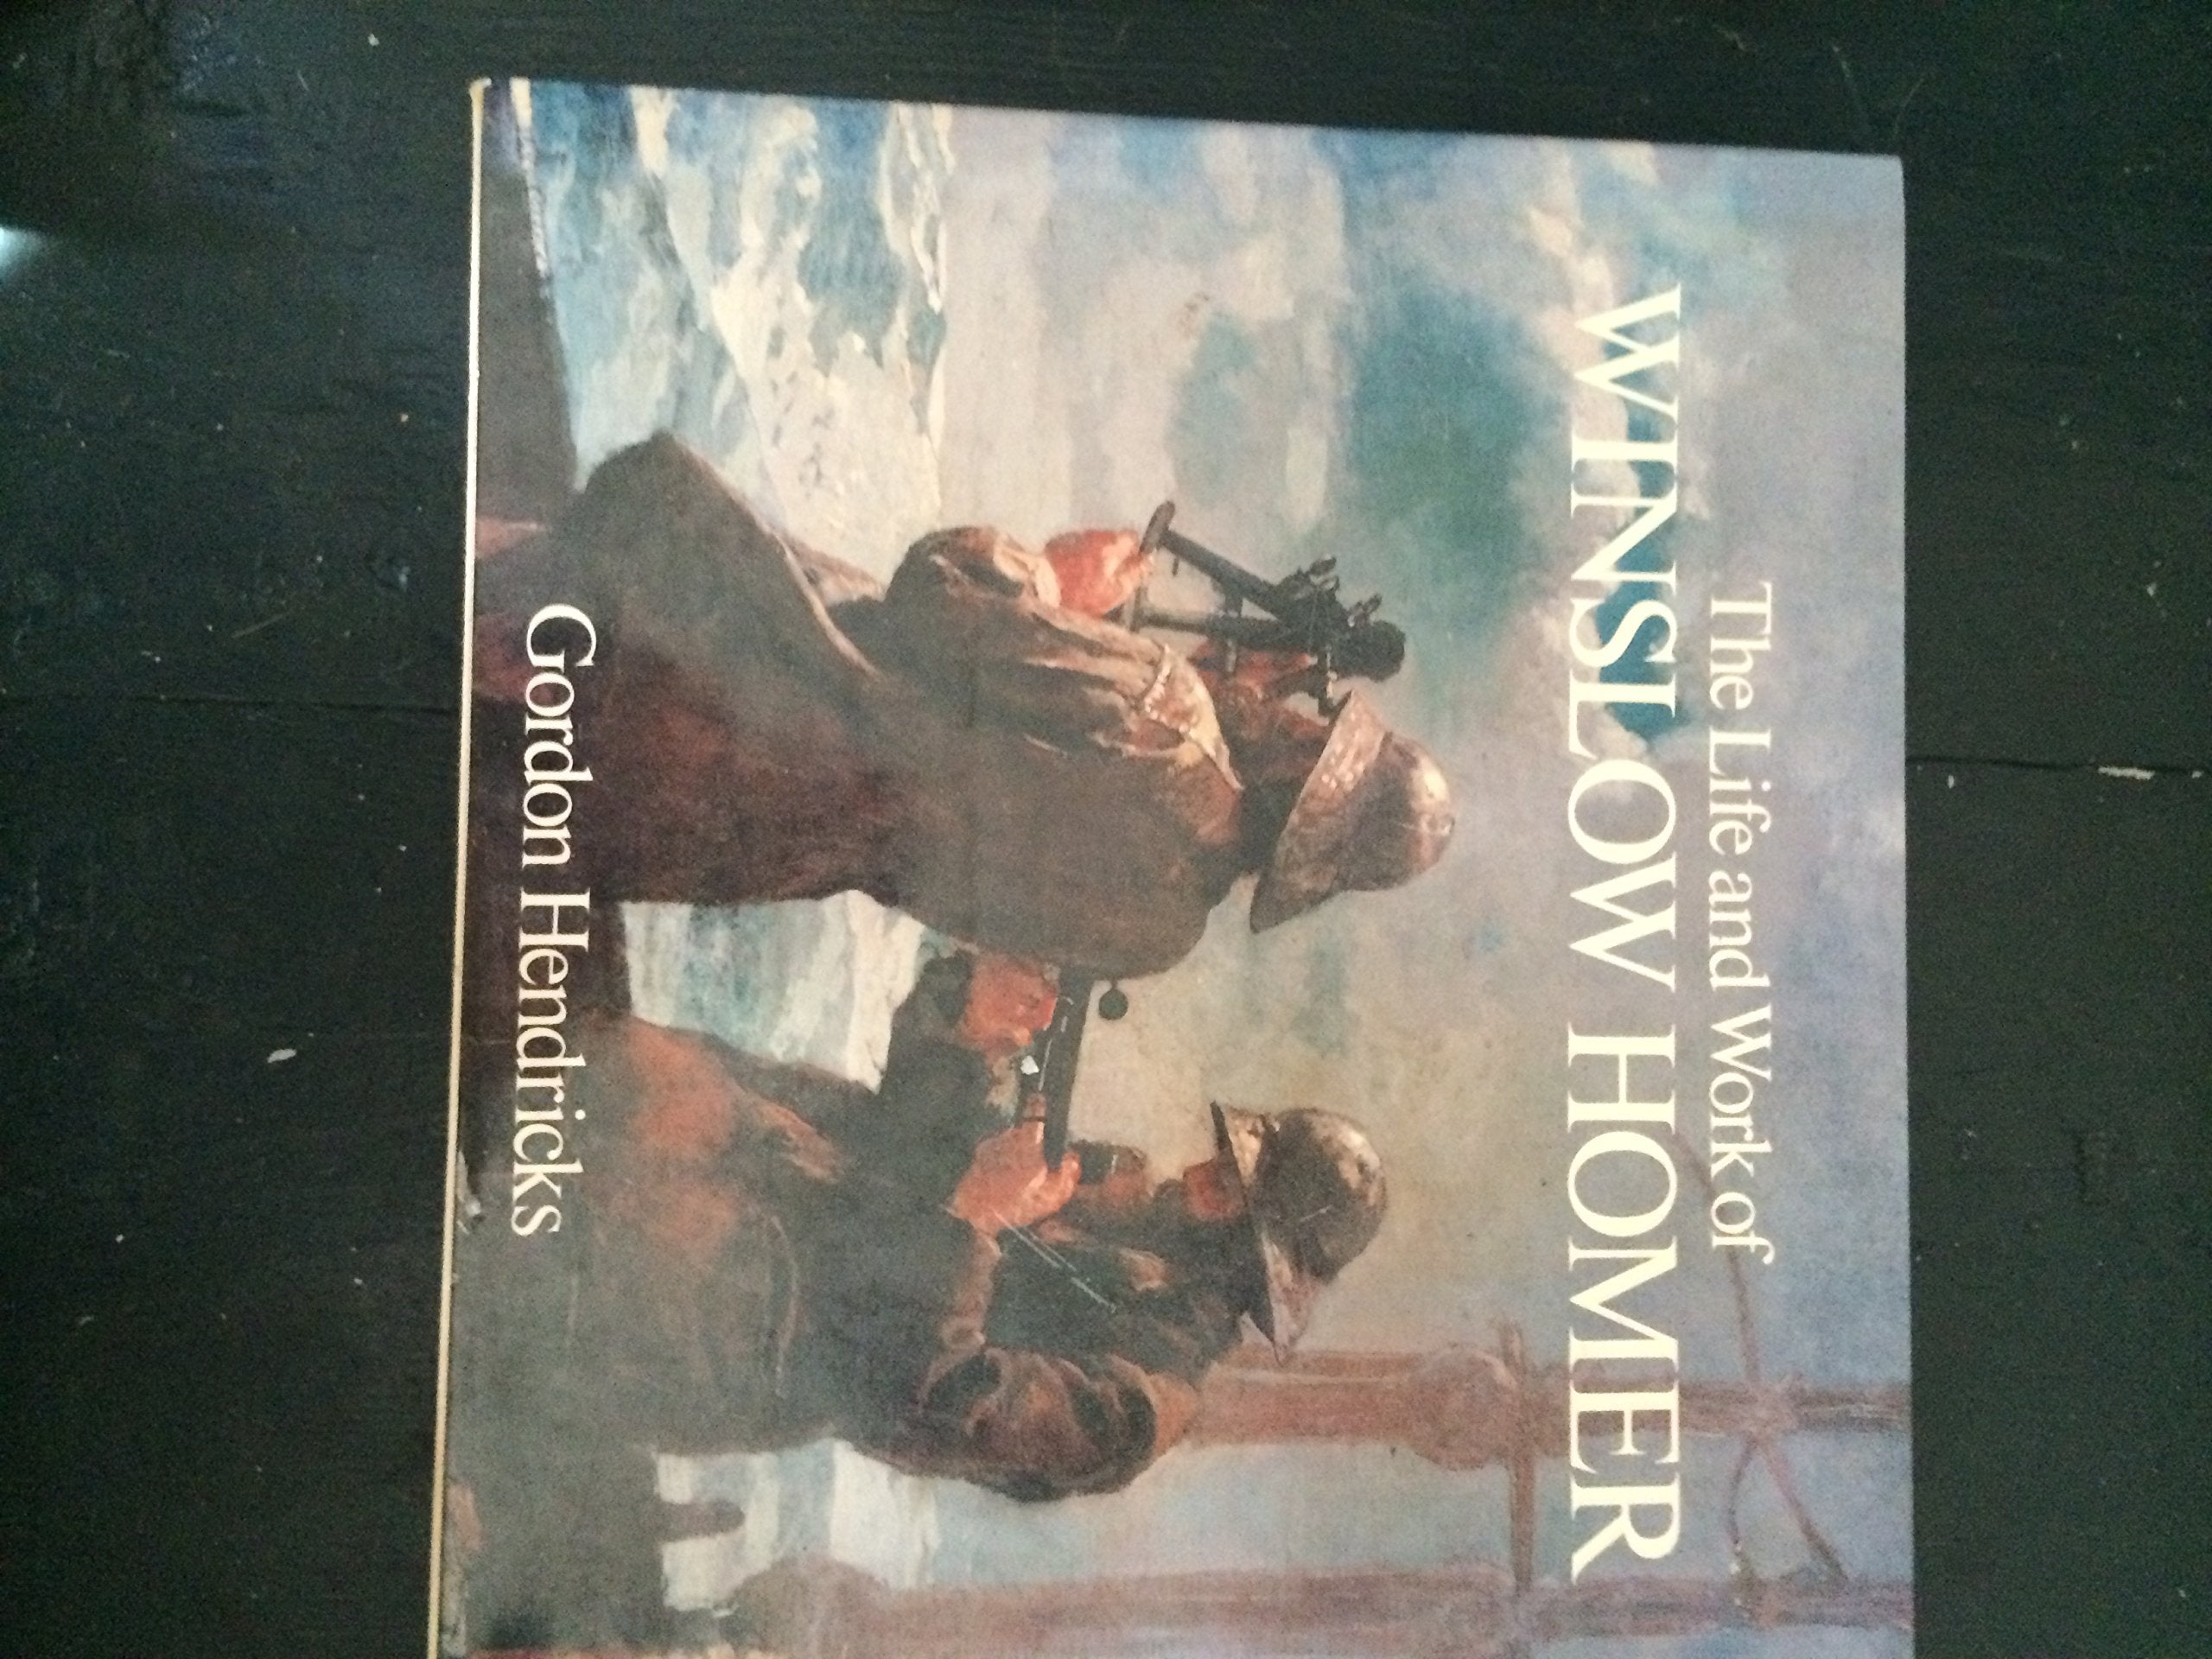 The Life and Work of
WINSLOW HOMER
Gordon Hendricks